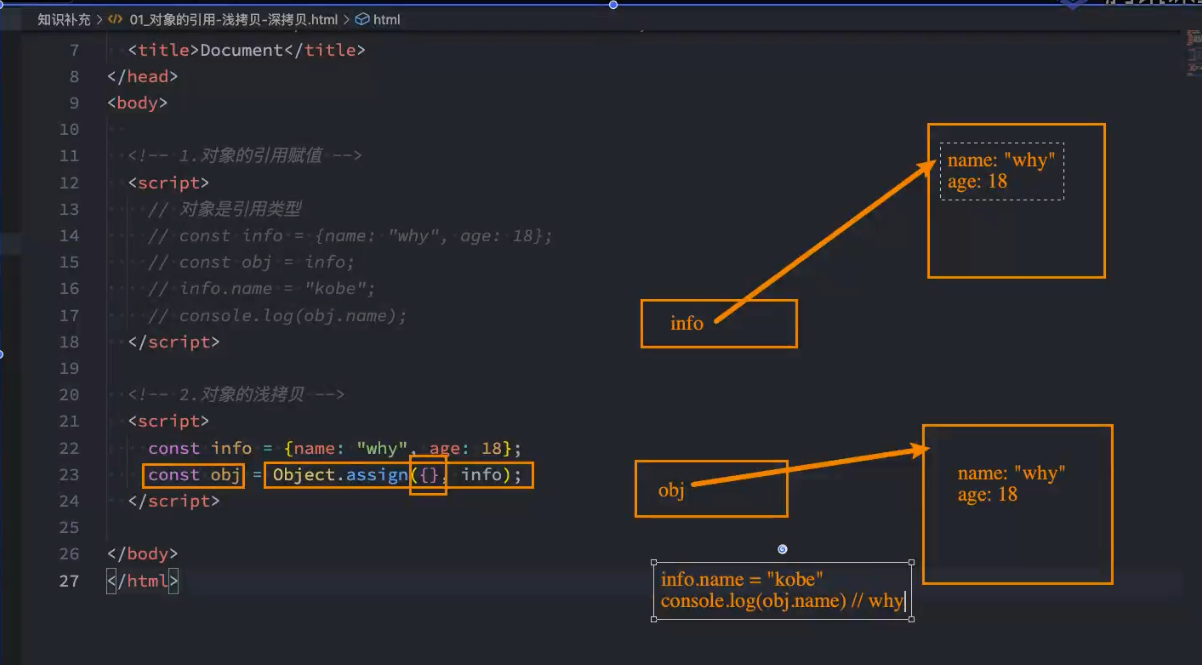 知识补充 > 01_对象的引用-浅拷贝-深拷贝.html > html
7 <title>Document</title>
8 </head>
9 <body>
10
11 <!-- 1.对象的引用赋值 -->
12 <script>
13 // 对象是引用类型
14 // const info = {name: "why", age: 18};
15 // const obj = info;
16 // info.name = "kobe";
17 // console.log(obj.name);
18 </script>
19
20 <!-- 2.对象的浅拷贝 -->
21 <script>
22 const info = {name: "why", age: 18};
23 const obj = Object.assign({}, info);
24 </script>
25
26 </body>
27 </html>
name: "why"
age: 18
info
obj
name: "why"
age: 18
info.name = "kobe"
console.log(obj.name) // why